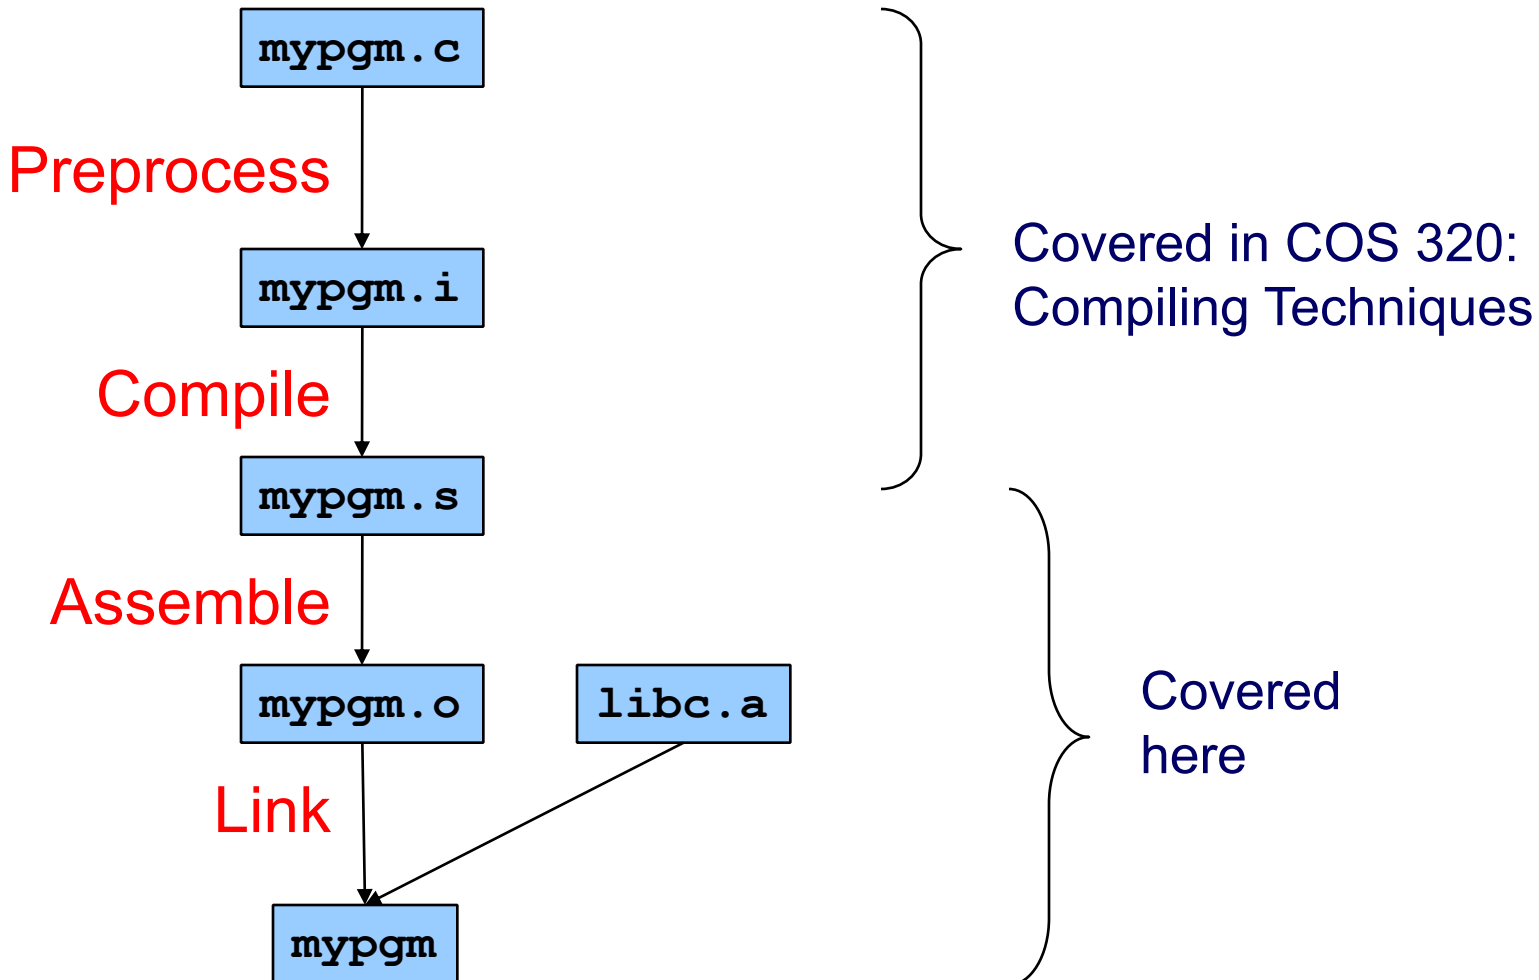 mypgm.c
Preprocess
mypgm.i
Covered in COS 320:
Compiling Techniques
Compile
mypgm.s
Assemble
mypgm.o
libc.a
Covered
here
Link
mypgm